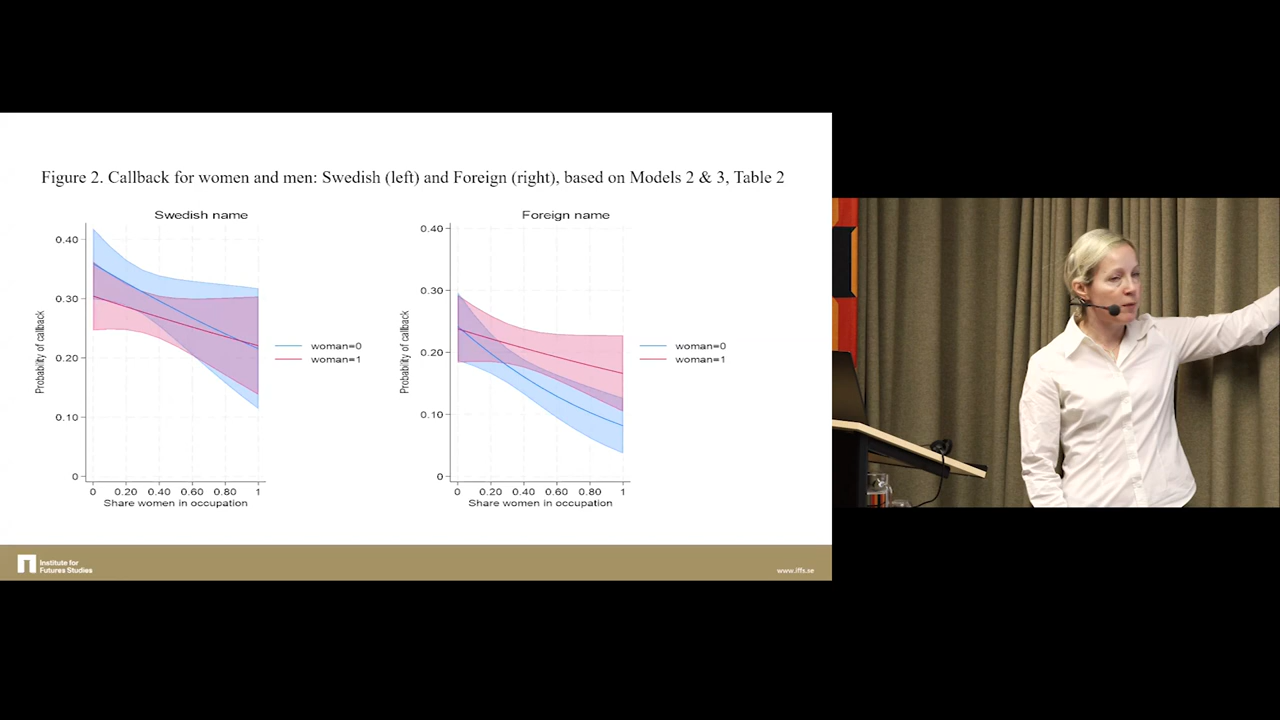 Figure 2. Callback for women and men: Swedish (left) and Foreign (right), based on Models 2 & 3, Table 2
Swedish name
Probability of callback
0.40
0.30
0.20
0.10
0
0 0.20 0.40 0.60 0.80 1
Share women in occupation
woman=0
woman=1
Foreign name
Probability of callback
0.40
0.30
0.20
0.10
0
0 0.20 0.40 0.60 0.80 1
Share women in occupation
woman=0
woman=1
Institute for
Futures Studies
www.iffs.se